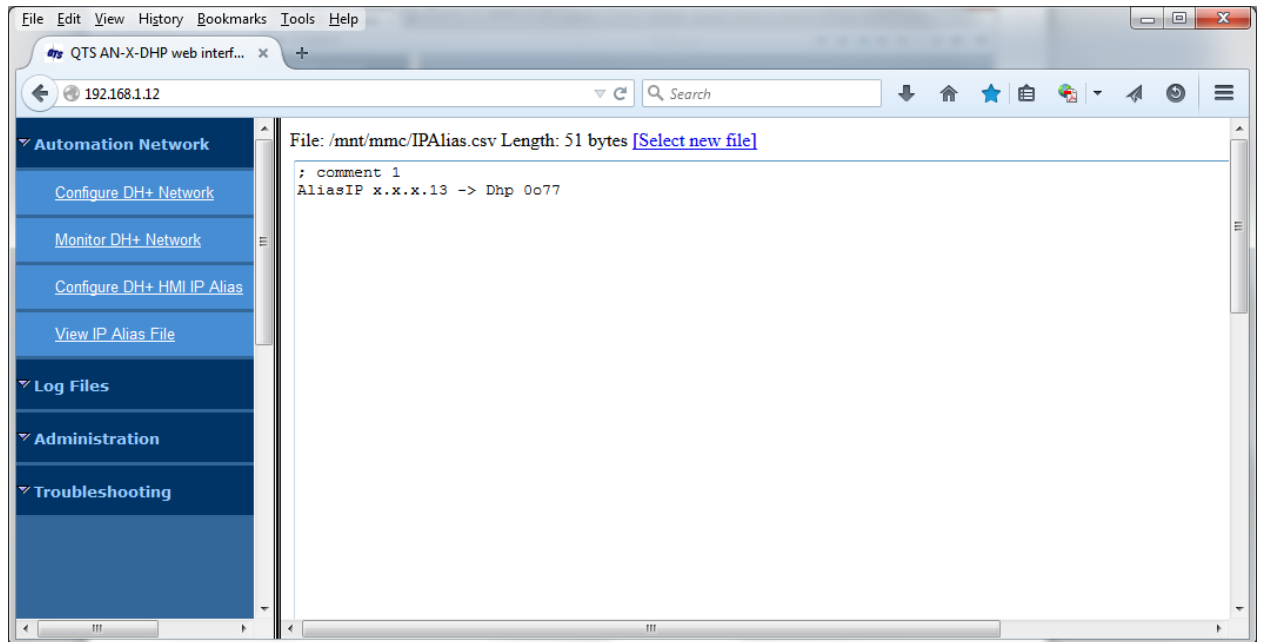 File Edit View History Bookmarks Tools Help
QTS QTS AN-X-DHP web interf... × +
192.168.1.12 Search
Automation Network
Configure DH+ Network
Monitor DH+ Network
Configure DH+ HMI IP Alias
View IP Alias File
Log Files
Administration
Troubleshooting
File: /mnt/mmc/IPAlias.csv Length: 51 bytes [Select new file]
; comment 1
AliasIP x.x.x.13 -> Dhp 0o77